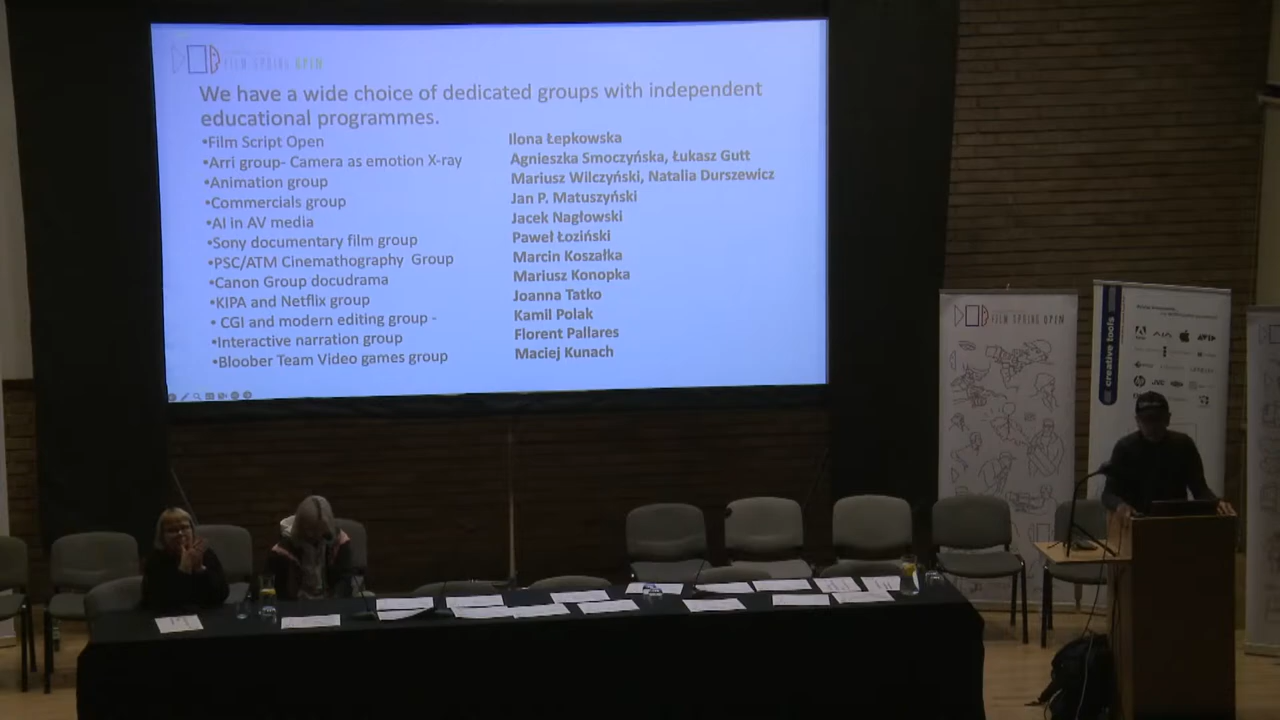 FILM SPRING OPEN
We have a wide choice of dedicated groups with independent
educational programmes.
•Film Script Open
Ilona Łepkowska
•Arri group- Camera as emotion X-ray
Agnieszka Smoczyńska, Łukasz Gutt
•Animation group
Mariusz Wilczyński, Natalia Durszewicz
•Commercials group
Jan P. Matuszyński
•AI in AV media
Jacek Nagłowski
•Sony documentary film group
Paweł Łoziński
•PSC/ATM Cinemathography Group
Marcin Koszałka
•Canon Group docudrama
Mariusz Konopka
•KIPA and Netflix group
Joanna Tatko
• CGI and modern editing group -
Kamil Polak
•Interactive narration group
Florent Pallares
•Bloober Team Video games group
Maciej Kunach
FILM SPRING OPEN
creative tools
AVID
hp
JVC